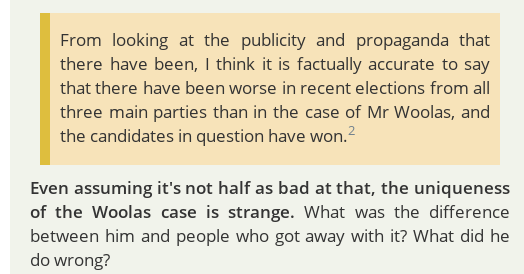 From looking at the publicity and propaganda that
there have been, I think it is factually accurate to say
that there have been worse in recent elections from all
three main parties than in the case of Mr Woolas, and
the candidates in question have won.2
Even assuming it's not half as bad at that, the uniqueness
of the Woolas case is strange. What was the difference
between him and people who got away with it? What did he
do wrong?